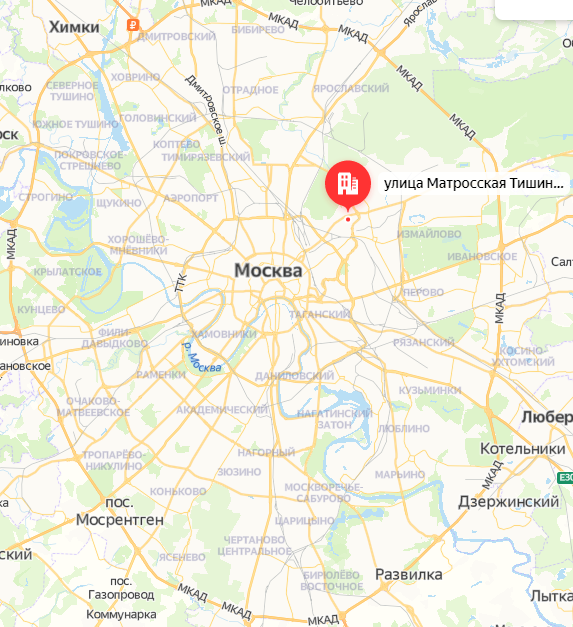 Челобитьево
МКАД
Ярослав
Химки
МКАД
МКАД
ДМИТРОВСКИЙ
БИБИРЕВО
ХОВРИНО
МКАД
ЯРОСЛАВСКИЙ
ОТРАДНОЕ
Дмитровское ш.
СЕВЕРНОЕ
ТУШИНО
ГОЛОВИНСКИЙ
МКАД
ЮЖНОЕ ТУШИНО
КОПТЕВО
ТИМИРЯЗЕВСКИЙ
ПОКРОВСКОЕ
СТРЕШНЕВО
улица Матросская Тишин...
СТРОГИНО
ЩУКИНО
АЭРОПОРТ
МКАД
ХОРОШЁВО-
МНЁВНИКИ
ИЗМАЙЛОВО
ИВАНОВСКОЕ
Москва
КРЫЛАТСКОЕ
ТТК
ПЕРОВО
КУНЦЕВО
МКАД
ТАГАНСКИЙ
ФИЛИ-
ДАВЫДКОВО
ХАМОВНИКИ
РЯЗАНСКИЙ
КОСИНО-
УХТОМСКИЙ
р. Москва
РАМЕНКИ
ДАНИЛОВСКИЙ
КУЗЬМИНКИ
ОЧАКОВО-
МАТВЕЕВСКОЕ
АКАДЕМИЧЕСКИЙ
НАГАТИНСКИЙ
ЗАТОН
Любер
ЛЮБЛИНО
ТРОПАРЁВО-
НИКУЛИНО
НАГОРНЫЙ
Котельники
ЗЮЗИНО
МАРЬИНО
МКАД
КОНЬКОВО
МОСКВОРЕЧЬЕ-
САБУРОВО
Дзержинский
пос.
Мосрентген
ЦАРИЦЫНО
ЧЕРТАНОВО
ЦЕНТРАЛЬНОЕ
ЯСЕНЕВО
БИРЮЛЁВО
ВОСТОЧНОЕ
Развилка
пос.
Газопровод
МКАД
Лытка
Коммунарка
МКАД
МКАД